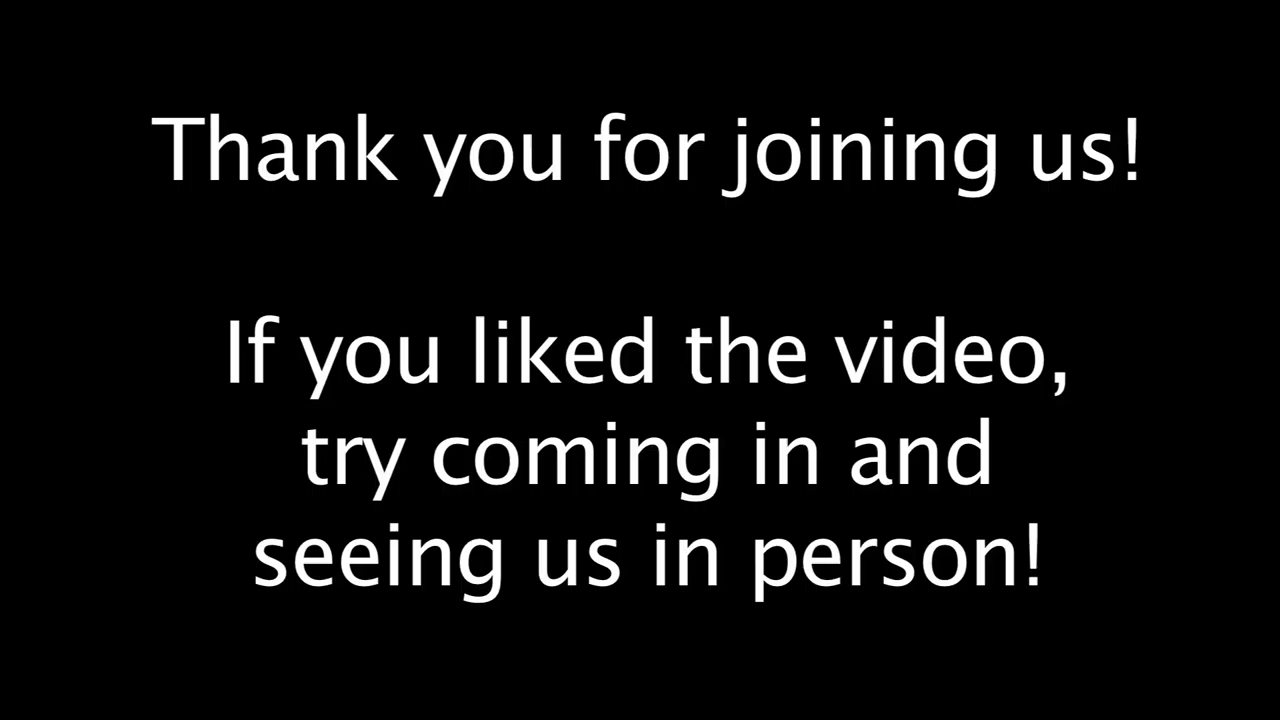 Thank you for joining us!
If you liked the video,
try coming in and
seeing us in person!